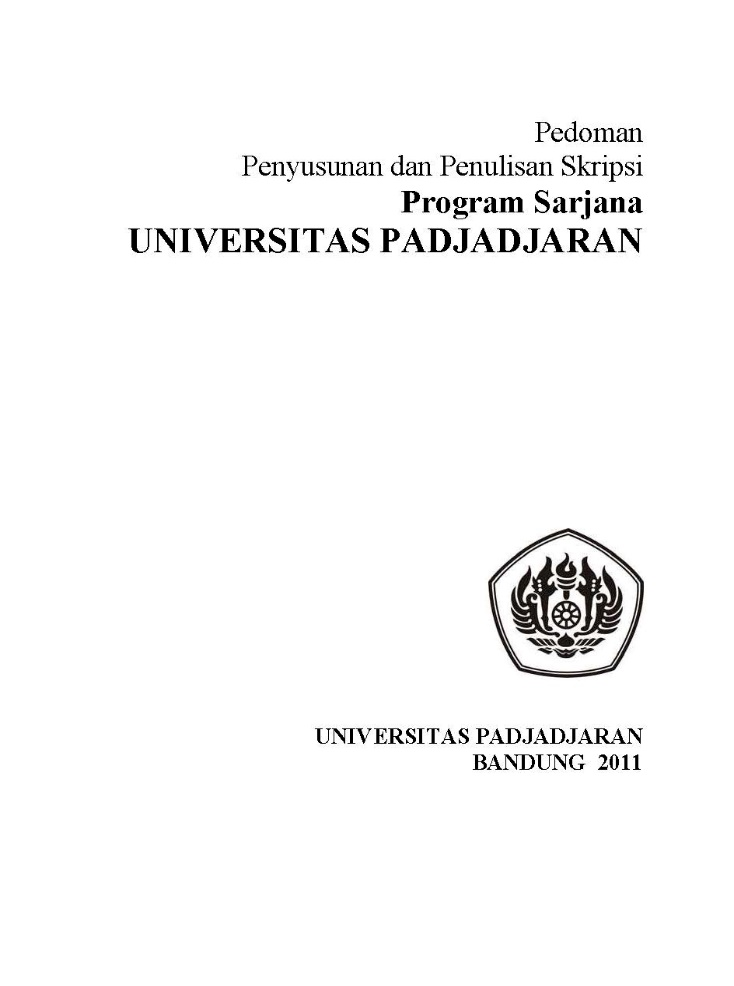 Pedoman
Penyusunan dan Penulisan Skripsi
Program Sarjana
UNIVERSITAS PADJADJARAN
UNIVERSITAS PADJADJARAN
BANDUNG 2011